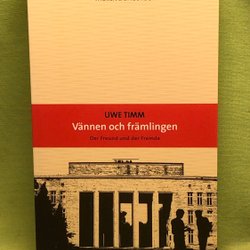 UWE TIMM
Vännen och främlingen
Der Freund und der Fremde